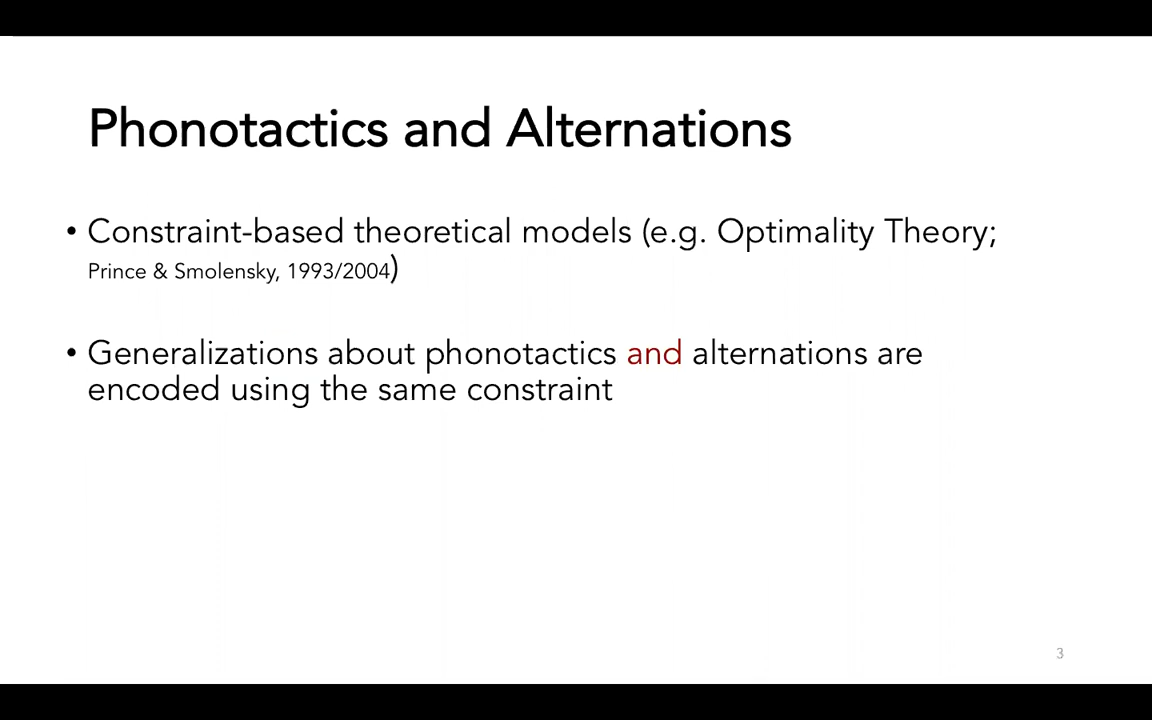 Phonotactics and Alternations
• Constraint-based theoretical models (e.g. Optimality Theory;
Prince & Smolensky, 1993/2004)
• Generalizations about phonotactics and alternations are
encoded using the same constraint
3